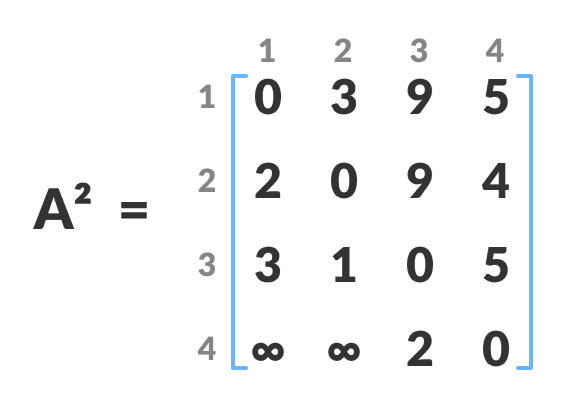 1 2 3 4
1 0 3 9 5
2 2 0 9 4
A² =
3 3 1 0 5
4 ∞ ∞ 2 0